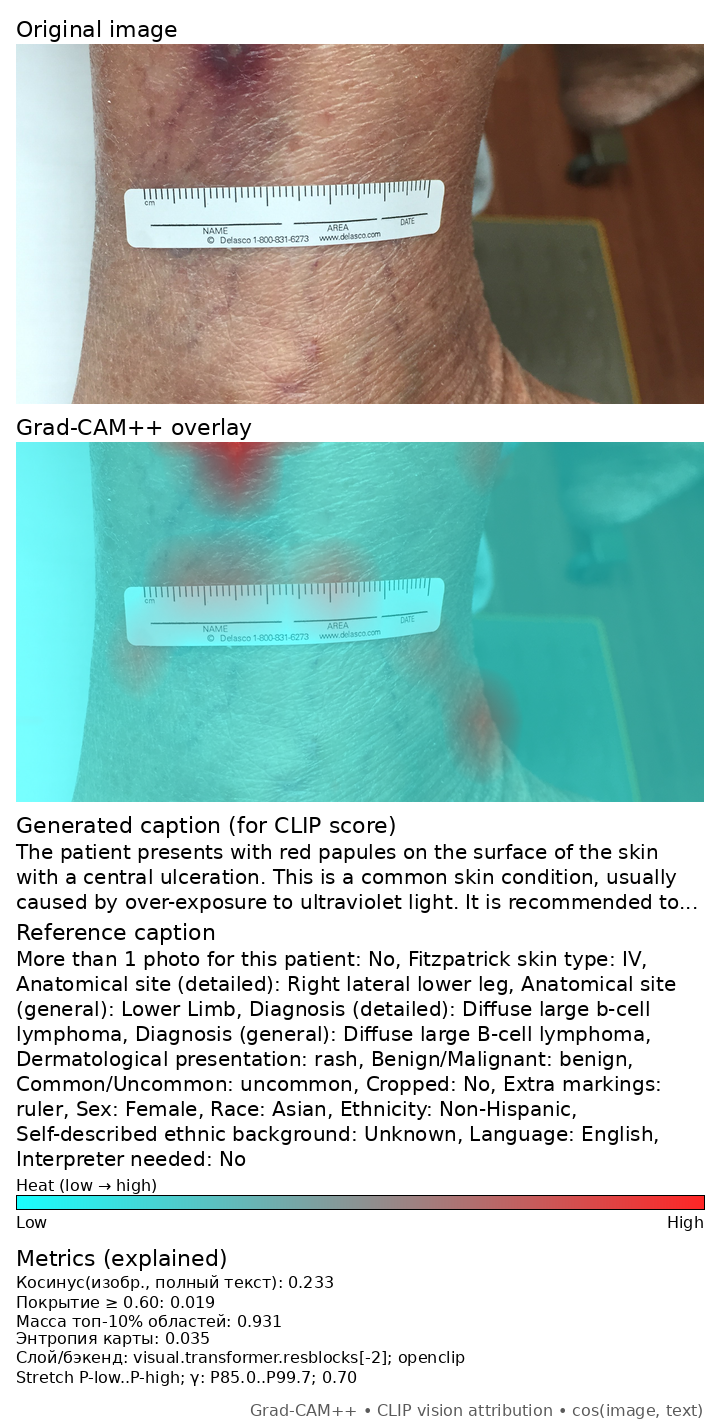 Original image
cm
NAME
AREA
DATE
© Delasco 1-800-831-6273 www.delasco.com
Grad-CAM++ overlay
cm
NAME
AREA
DATE
© Delasco 1-800-831-6273 www.delasco.com
Generated caption (for CLIP score)
The patient presents with red papules on the surface of the skin
with a central ulceration. This is a common skin condition, usually
caused by over-exposure to ultraviolet light. It is recommended to...
Reference caption
More than 1 photo for this patient: No, Fitzpatrick skin type: IV,
Anatomical site (detailed): Right lateral lower leg, Anatomical site
(general): Lower Limb, Diagnosis (detailed): Diffuse large b-cell
lymphoma, Diagnosis (general): Diffuse large B-cell lymphoma,
Dermatological presentation: rash, Benign/Malignant: benign,
Common/Uncommon: uncommon, Cropped: No, Extra markings:
ruler, Sex: Female, Race: Asian, Ethnicity: Non-Hispanic,
Self-described ethnic background: Unknown, Language: English,
Interpreter needed: No
Heat (low → high)
Low High
Metrics (explained)
Косинус(изобр., полный текст): 0.233
Покрытие ≥ 0.60: 0.019
Масса топ-10% областей: 0.931
Энтропия карты: 0.035
Слой/бэкенд: visual.transformer.resblocks[-2]; openclip
Stretch P-low..P-high; γ: P85.0..P99.7; 0.70
Grad-CAM++ • CLIP vision attribution • cos(image, text)